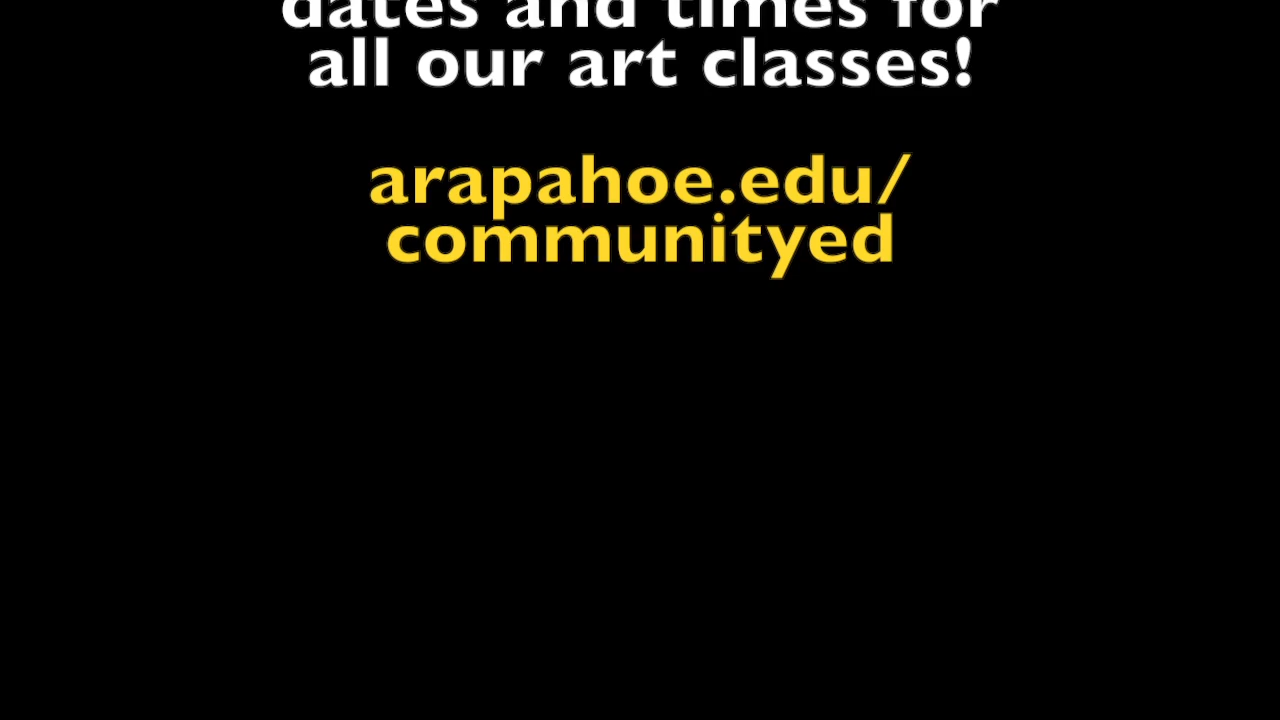 dates and times for
all our art classes!
arapahoe.edu/
communityed